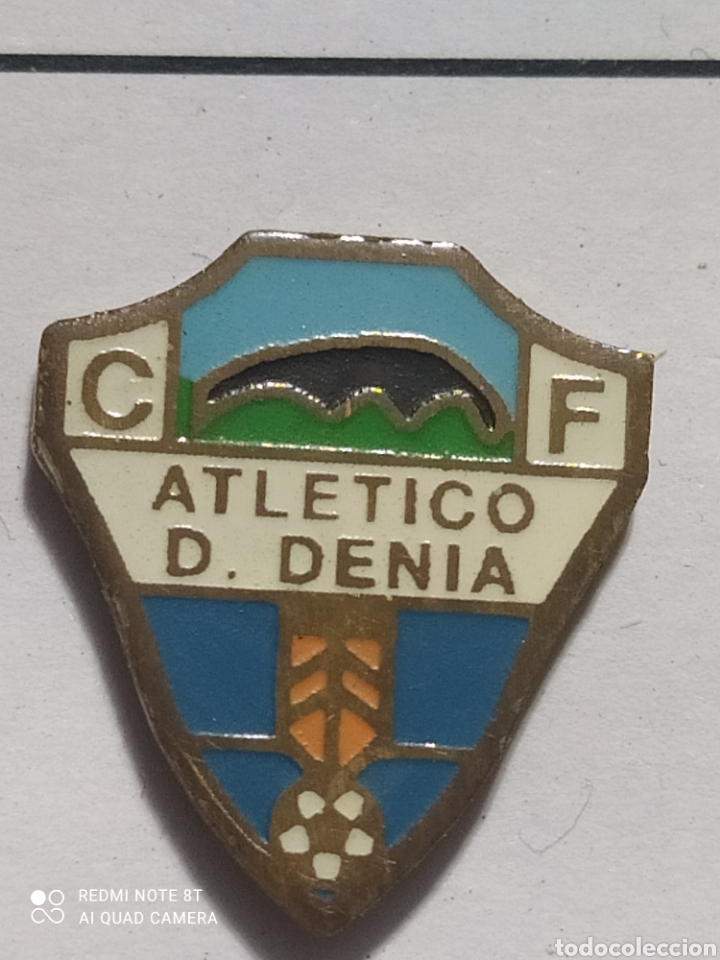 C F
ATLETICO
D. DENIA
REDMI NOTE 8T
AI QUAD CAMERA
todocoleccion